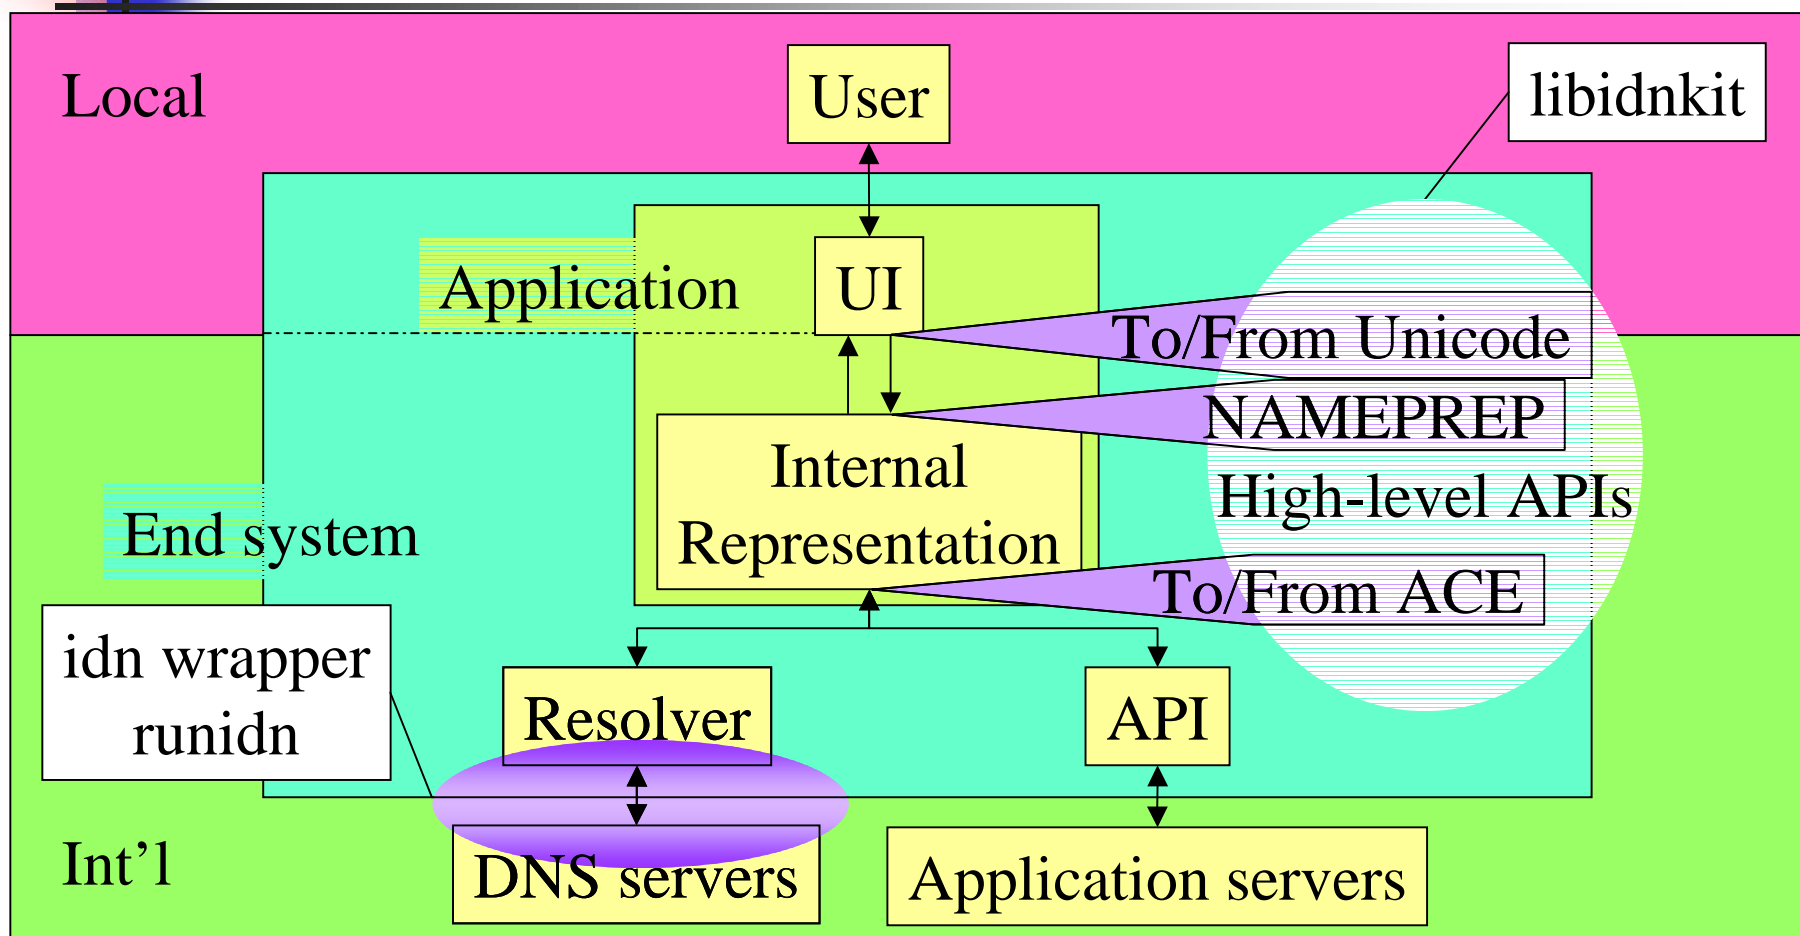 Local
User
libidnkit
Application
UI
To/From Unicode
NAMEPREP
Internal
Representation
High-level APIs
End system
To/From ACE
idn wrapper
runidn
Resolver
API
Int’l
DNS servers
Application servers